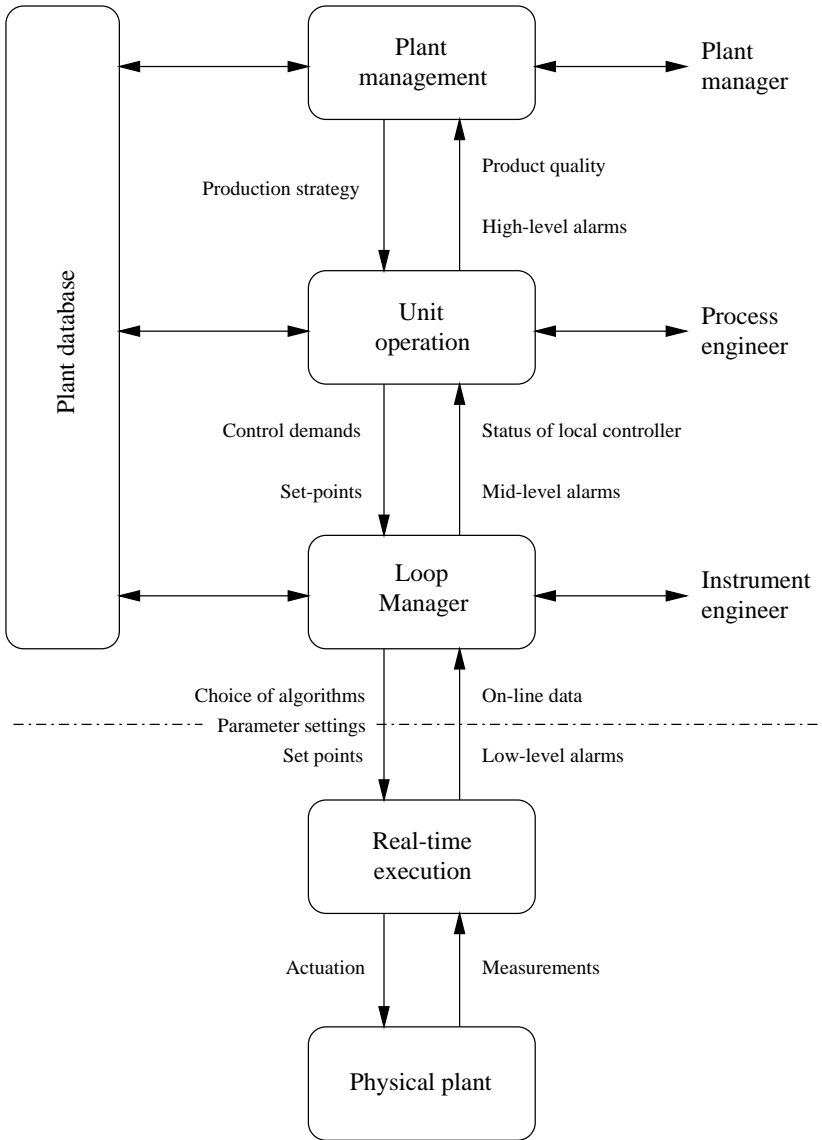 Plant
management
Plant
manager
Production strategy
Product quality
High-level alarms
Plant database
Unit
operation
Process
engineer
Control demands
Status of local controller
Set-points
Mid-level alarms
Loop
Manager
Instrument
engineer
Choice of algorithms
On-line data
Parameter settings
Set points
Low-level alarms
Real-time
execution
Actuation
Measurements
Physical plant